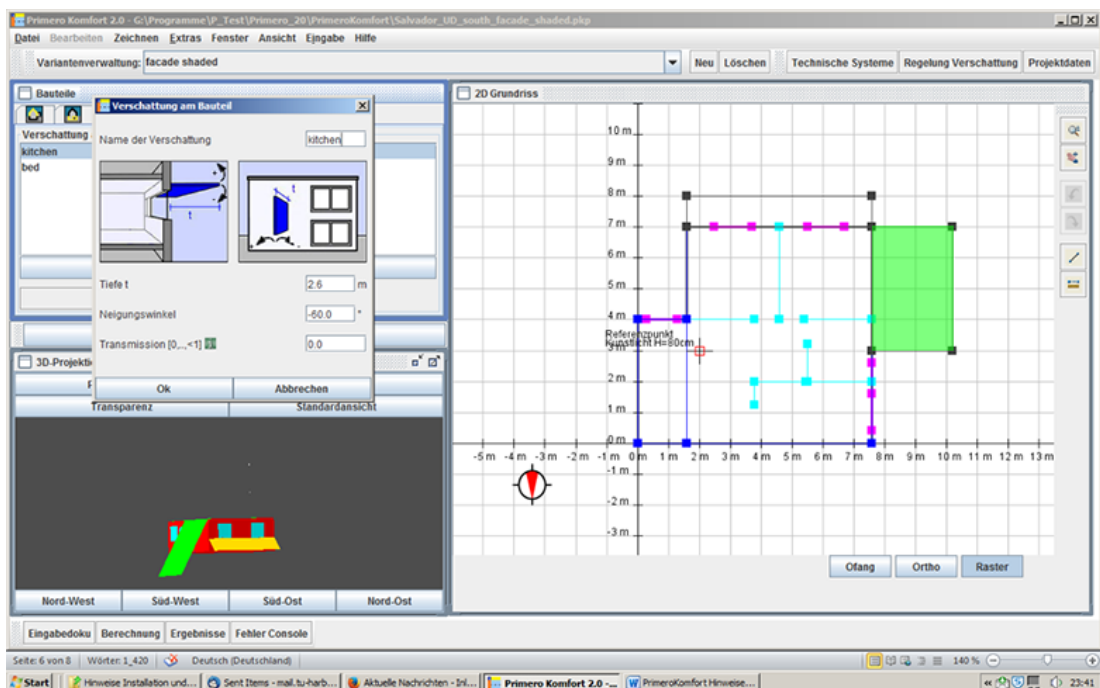 Primero Komfort 2.0 - G:\Programme\P_Test\Primero_20\PrimeroKomfort\Salvador_UD_south_facade_shaded.pkp
Datei Bearbeiten Zeichnen Extras Fenster Ansicht Eingabe Hilfe
Variantenverwaltung: facade shaded Neu Löschen Technische Systeme Regelung Verschattung Projektdaten
Bauteile
Verschattung
kitchen
bed
Verschattung am Bauteil
Name der Verschattung kitchen
t
t
Tiefe t 2.6 m
Neigungswinkel -60.0 °
Transmission [0,..,<1] 0.0
Ok Abbrechen
3D-Projekti
Transparenz Standardansicht
Nord-West Süd-West Süd-Ost Nord-Ost
2D Grundriss
10 m
9 m
8 m
7 m
6 m
5 m
4 m
Referenzpunkt
Kunstlicht H=80cm
3 m
2 m
1 m
0 m
-5 m -4 m -3 m -2 m -1 m 0 m 1 m 2 m 3 m 4 m 5 m 6 m 7 m 8 m 9 m 10 m 11 m 12 m 13 m
-1 m
-2 m
-3 m
Ofang Ortho Raster
Eingabedoku Berechnung Ergebnisse Fehler Console
Seite: 6 von 8 Wörter: 1_420 Deutsch (Deutschland) 140 %
Start Hinweise Installation und... Sent Items - mail.tu-harb... Aktuelle Nachrichten - Inl... Primero Komfort 2.0 -... PrimeroKomfort Hinweise... 23:41